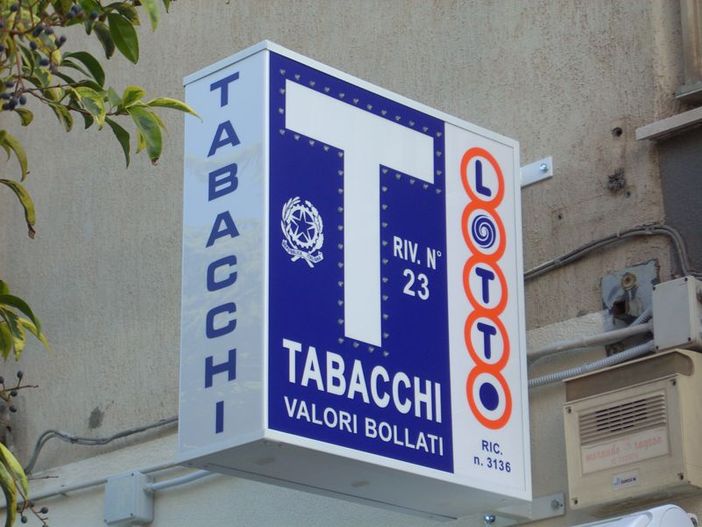 TABACCHI
T
RIV. N°
23
TABACCHI
VALORI BOLLATI
LOTTO
RIC.
n. 3136